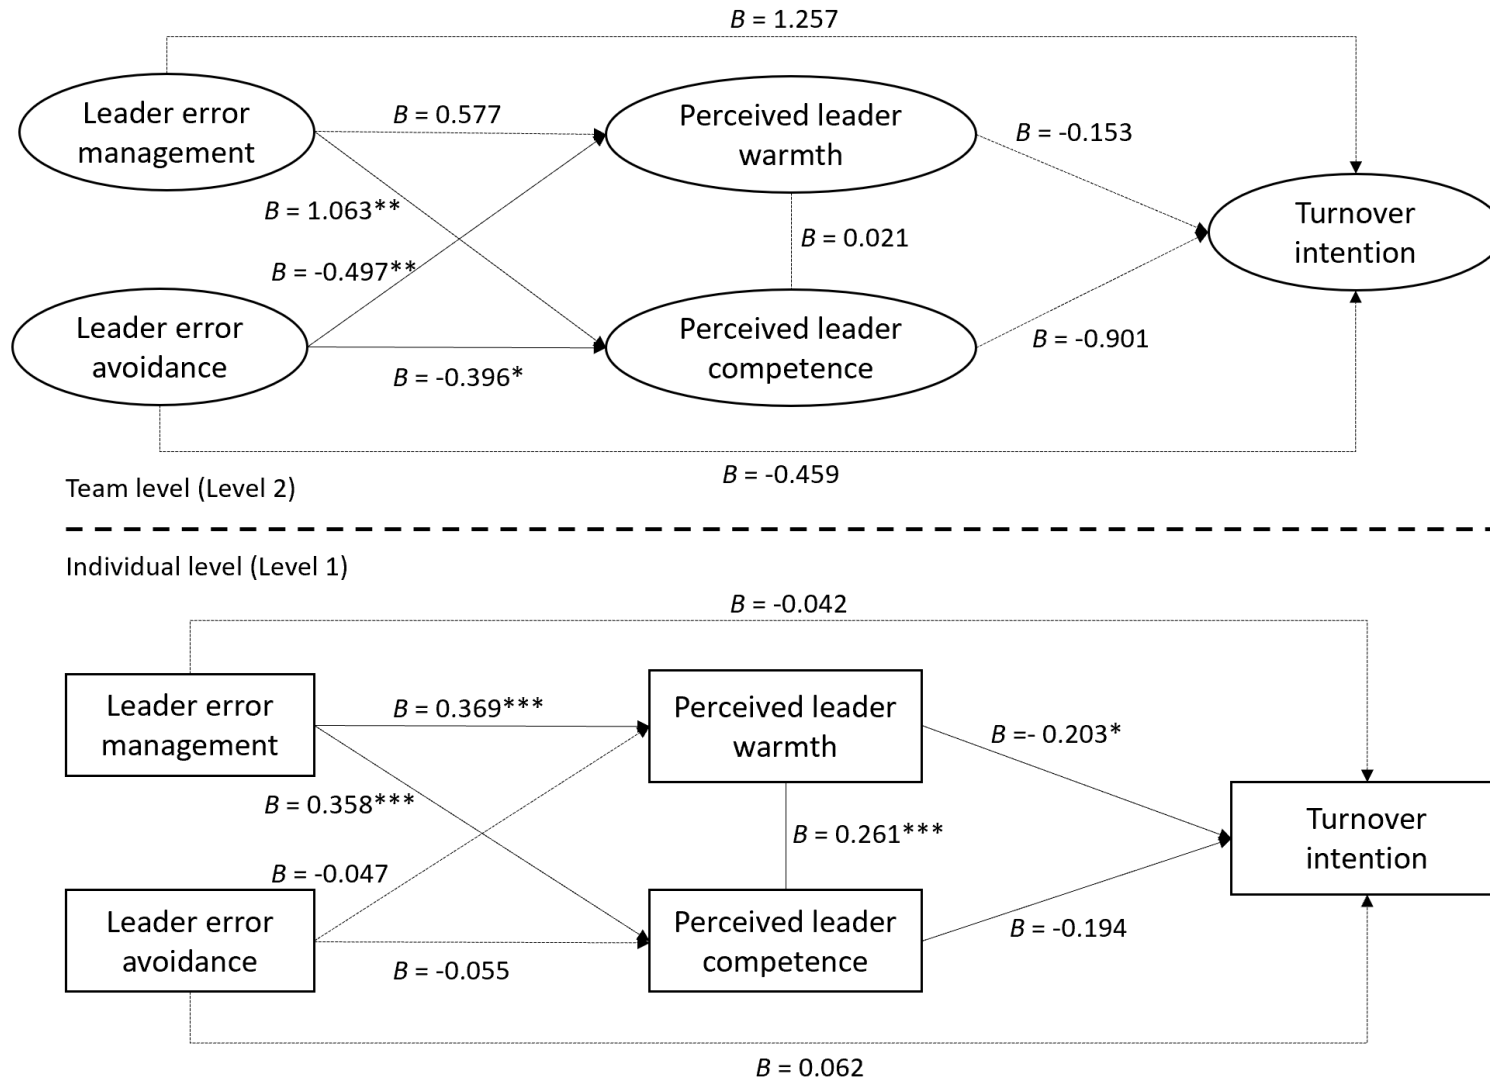 B = 1.257
Leader error
management
B = 0.577
Perceived leader
warmth
B = -0.153
B = 1.063**
Turnover
intention
B = 0.021
B = -0.497**
Leader error
avoidance
Perceived leader
competence
B = -0.901
B = -0.396*
B = -0.459
Team level (Level 2)
Individual level (Level 1)
B = -0.042
Leader error
management
B = 0.369***
Perceived leader
warmth
B =- 0.203*
B = 0.358***
B = 0.261***
Turnover
intention
B = -0.047
Leader error
avoidance
Perceived leader
competence
B = -0.194
B = -0.055
B = 0.062